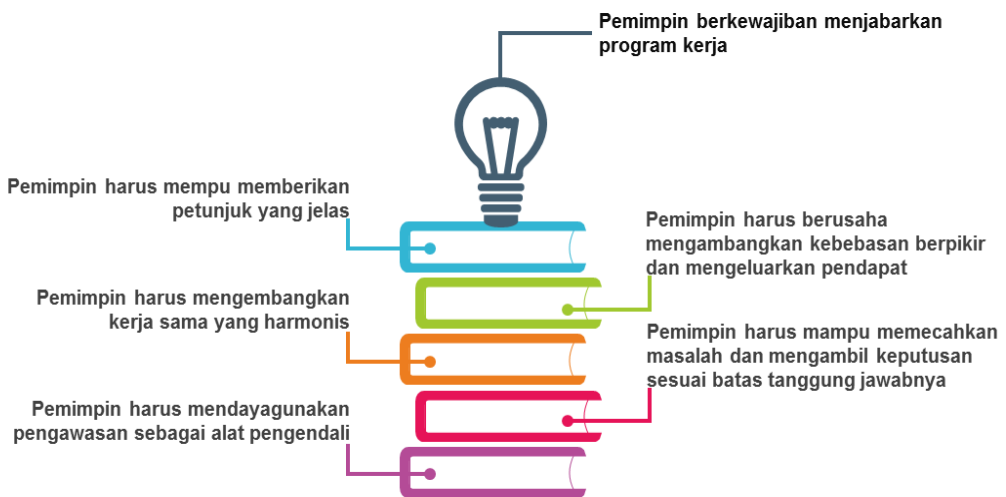 Pemimpin berkewajiban menjabarkan
program kerja
Pemimpin harus mempu memberikan
petunjuk yang jelas
Pemimpin harus berusaha
mengambangkan kebebasan berpikir
dan mengeluarkan pendapat
Pemimpin harus mengembangkan
kerja sama yang harmonis
Pemimpin harus mampu memecahkan
masalah dan mengambil keputusan
sesuai batas tanggung jawabnya
Pemimpin harus mendayagunakan
pengawasan sebagai alat pengendali